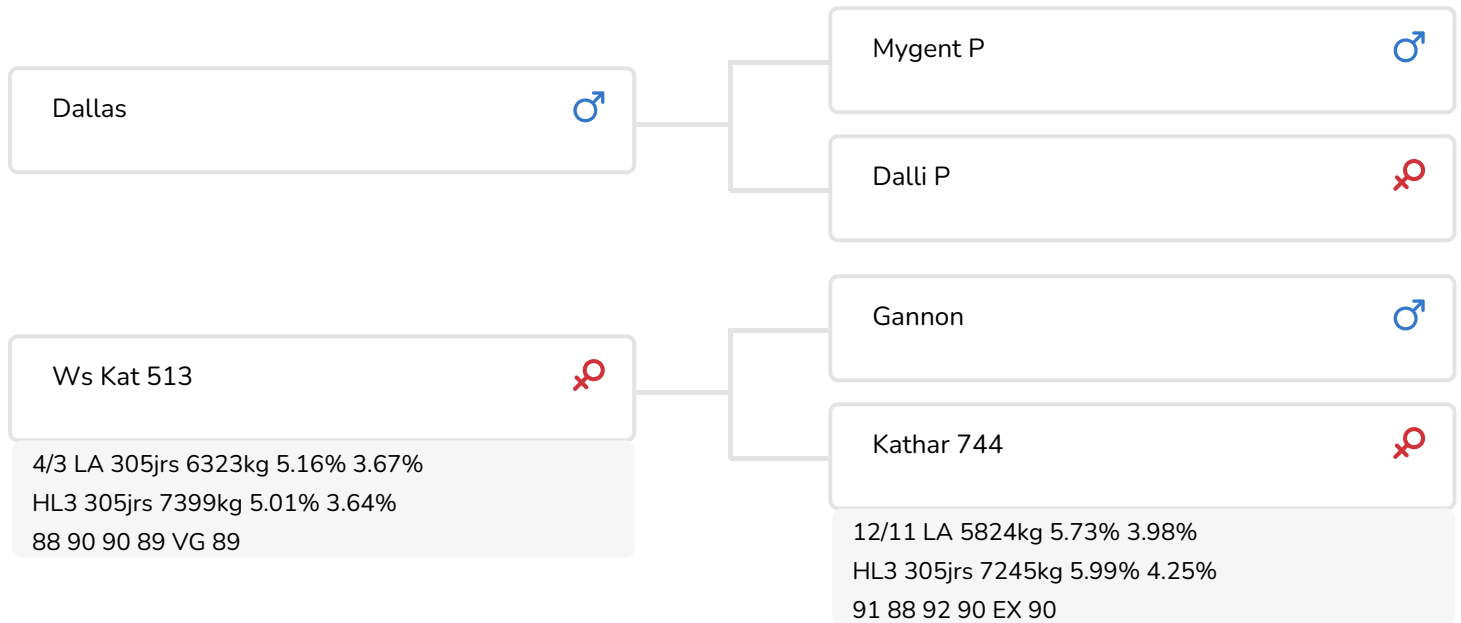 Mygent P
Dallas
Dalli P
Gannon
Ws Kat 513
Kathar 744
4/3 LA 305jrs 6323kg 5.16% 3.67%
HL3 305jrs 7399kg 5.01% 3.64%
88 90 90 89 VG 89
12/11 LA 5824kg 5.73% 3.98%
HL3 305jrs 7245kg 5.99% 4.25%
91 88 92 90 EX 90